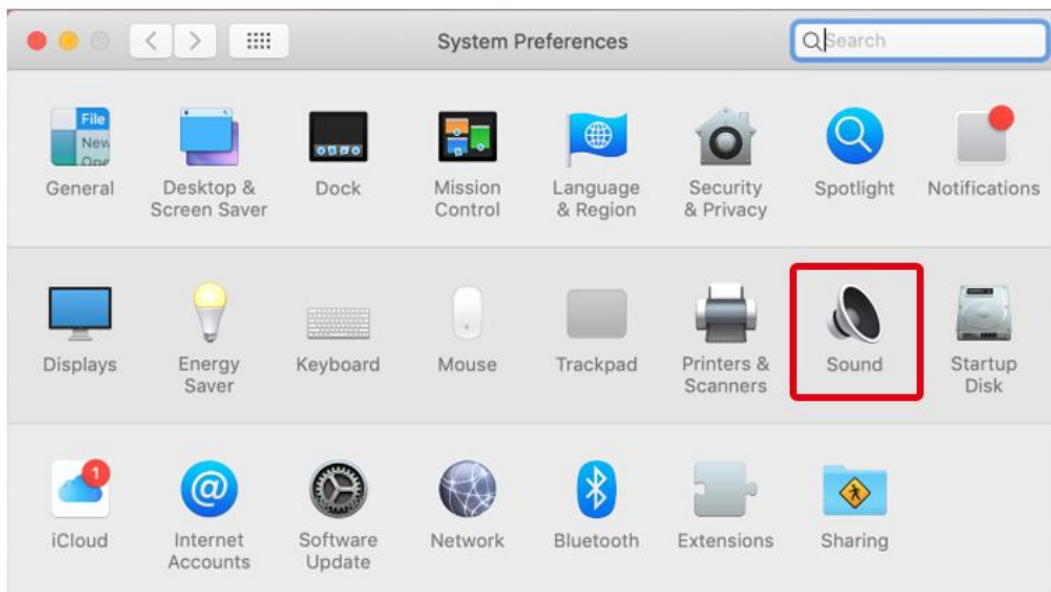 System Preferences
Search
File
New
Ope
General
Desktop &
Screen Saver
Dock
Mission
Control
Language
& Region
Security
& Privacy
Spotlight
Notifications
Displays
Energy
Saver
Keyboard
Mouse
Trackpad
Printers &
Scanners
Sound
Startup
Disk
1
iCloud
@
Internet
Accounts
Software
Update
Network
Bluetooth
Extensions
Sharing